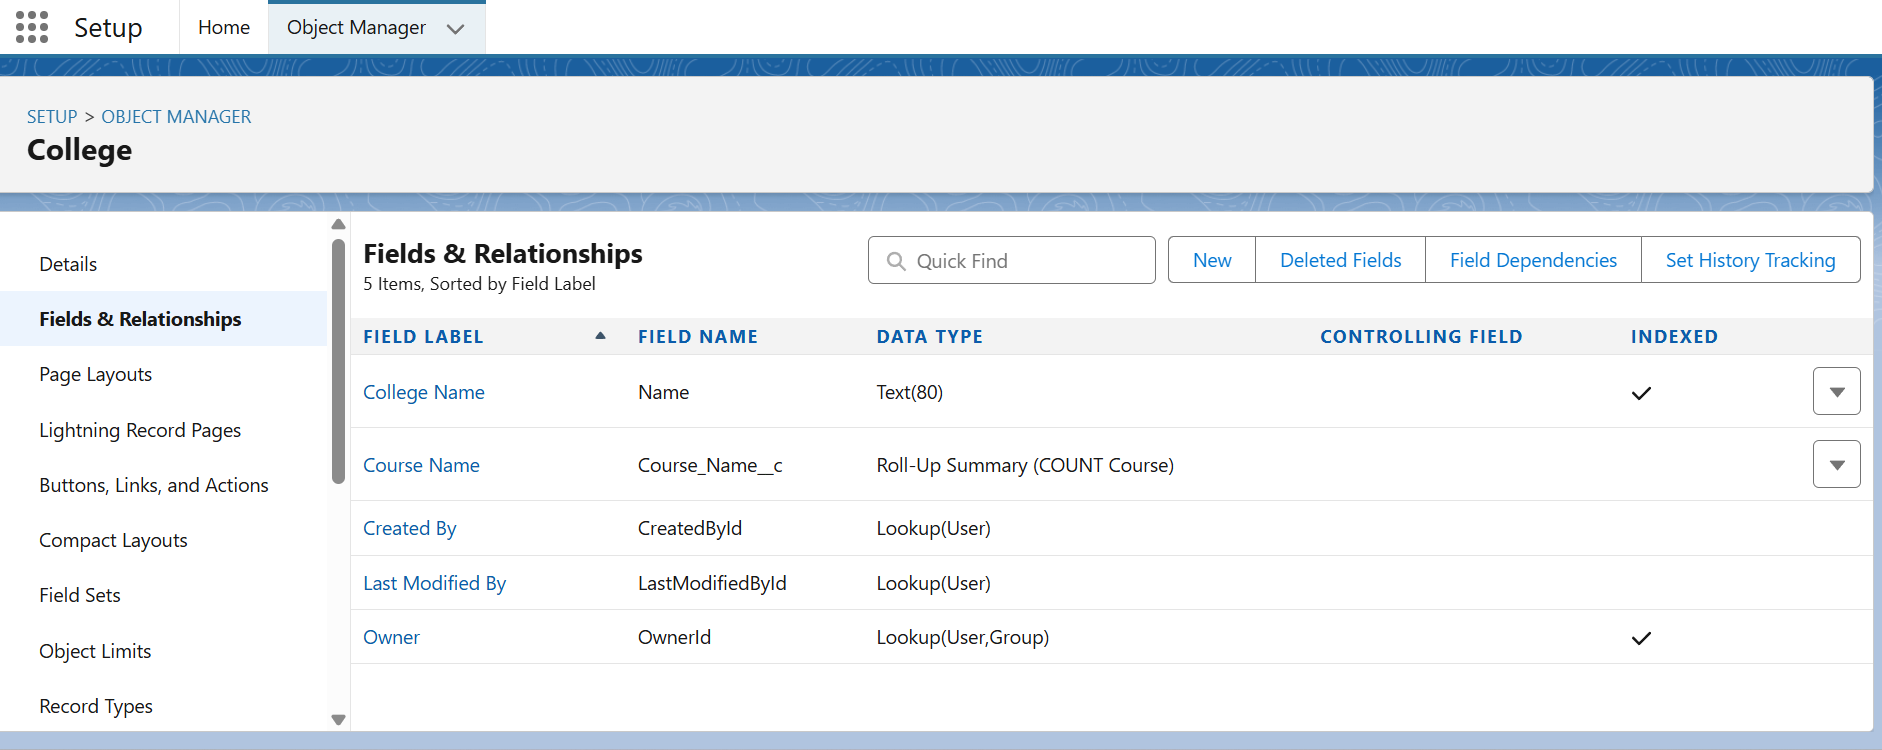 Setup Home Object Manager
SETUP > OBJECT MANAGER
College
Details
Fields & Relationships
Page Layouts
Lightning Record Pages
Buttons, Links, and Actions
Compact Layouts
Field Sets
Object Limits
Record Types
Fields & Relationships
5 Items, Sorted by Field Label
Quick Find New Deleted Fields Field Dependencies Set History Tracking
FIELD LABEL FIELD NAME DATA TYPE CONTROLLING FIELD INDEXED
College Name Name Text(80)
Course Name Course_Name__c Roll-Up Summary (COUNT Course)
Created By CreatedById Lookup(User)
Last Modified By LastModifiedById Lookup(User)
Owner OwnerId Lookup(User,Group)